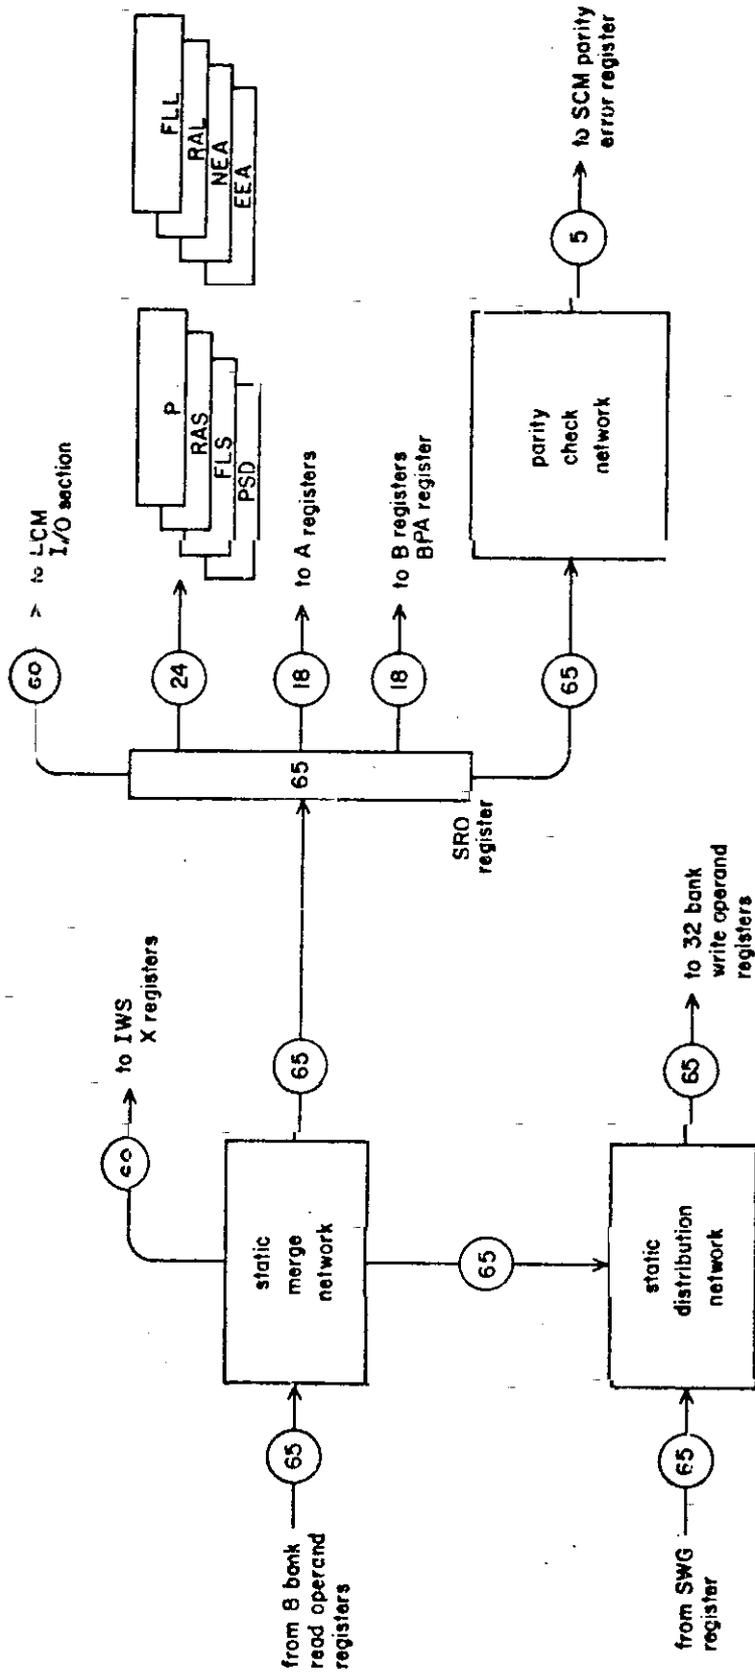 60
to LCM
I/O section
FLL
RAL
NEA
EEA
P
RAS
FLS
PSD
24
18
to A registers
18
to B registers
BPA register
65
SRO
register
65
parity
check
network
5
to SCM parity
error register
60
to IWS
X registers
65
static
merge
network
65
from 8 bank
read operand
registers
65
static
distribution
network
65
to 32 bank
write operand
registers
65
from SWG
register